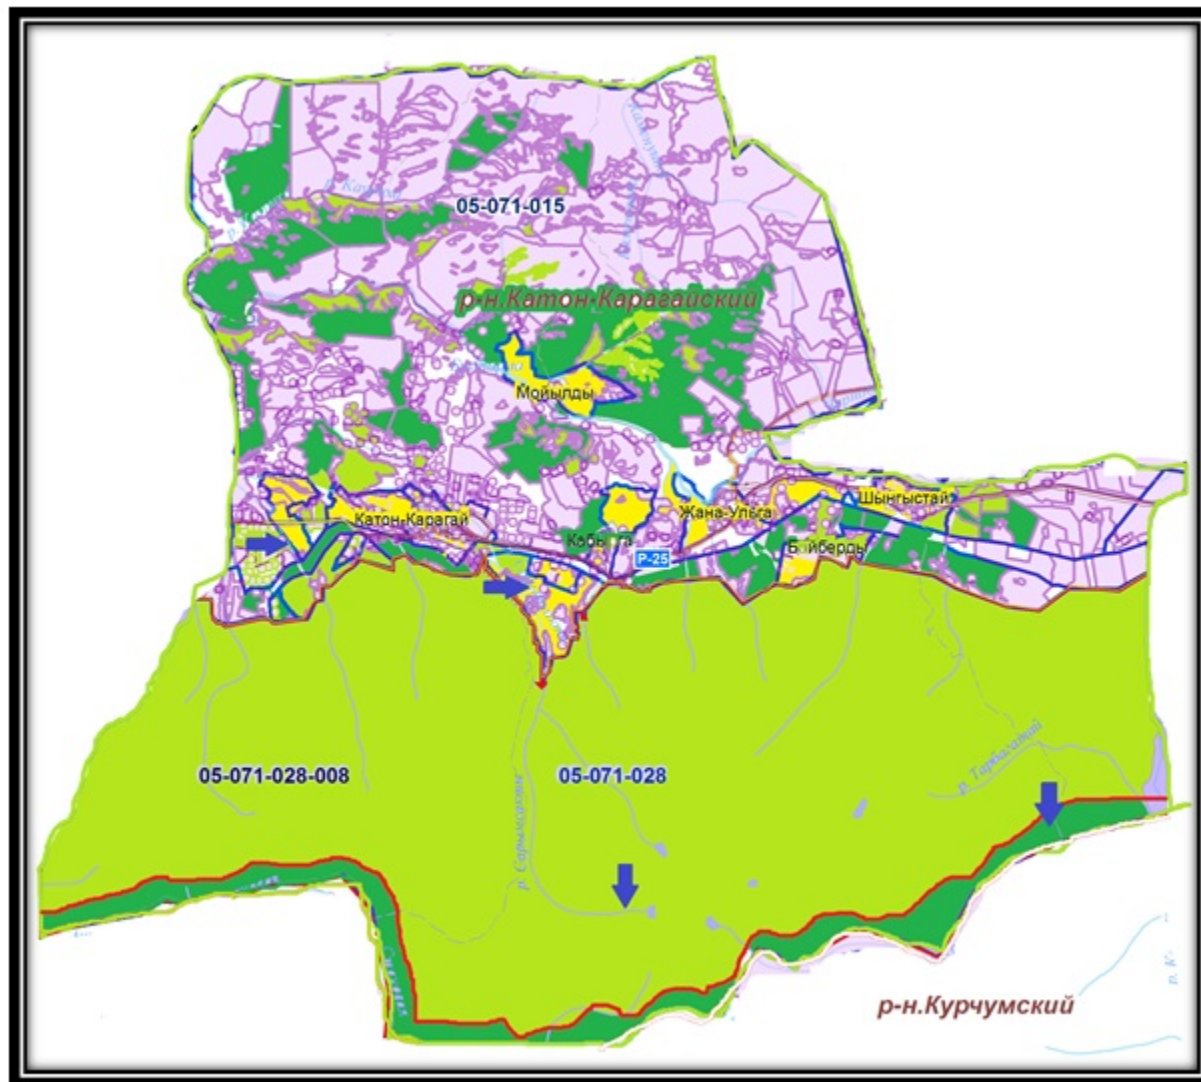 05-071-015
р-н.Катон-Карагайский
Мойылды
Катон-Карагай
Жана-Ульга
Шынгыстай
Р-25
05-071-028-008
05-071-028
р. Сарымсакты
р. Тарбагатай
р-н.Курчумский
р. К-